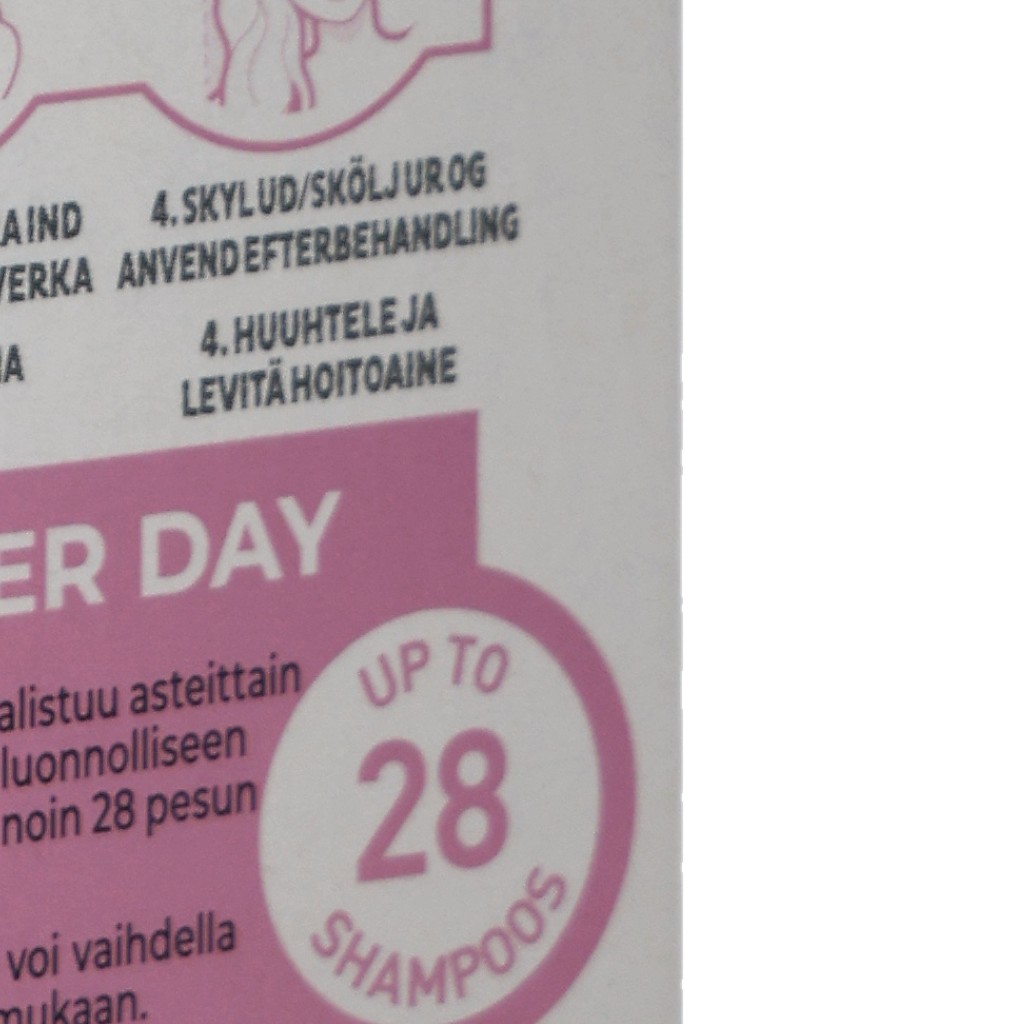 AIND
VERKA
4. SKYL UD/SKÖLJ UR OG
ANVEND EFTERBEHANDLING
4. HUUHTELE JA
LEVITÄ HOITOAINE
ER DAY
alistuu asteittain
luonnolliseen
noin 28 pesun
voi vaihdella
mukaan.
UP TO
28
SHAMPOOS